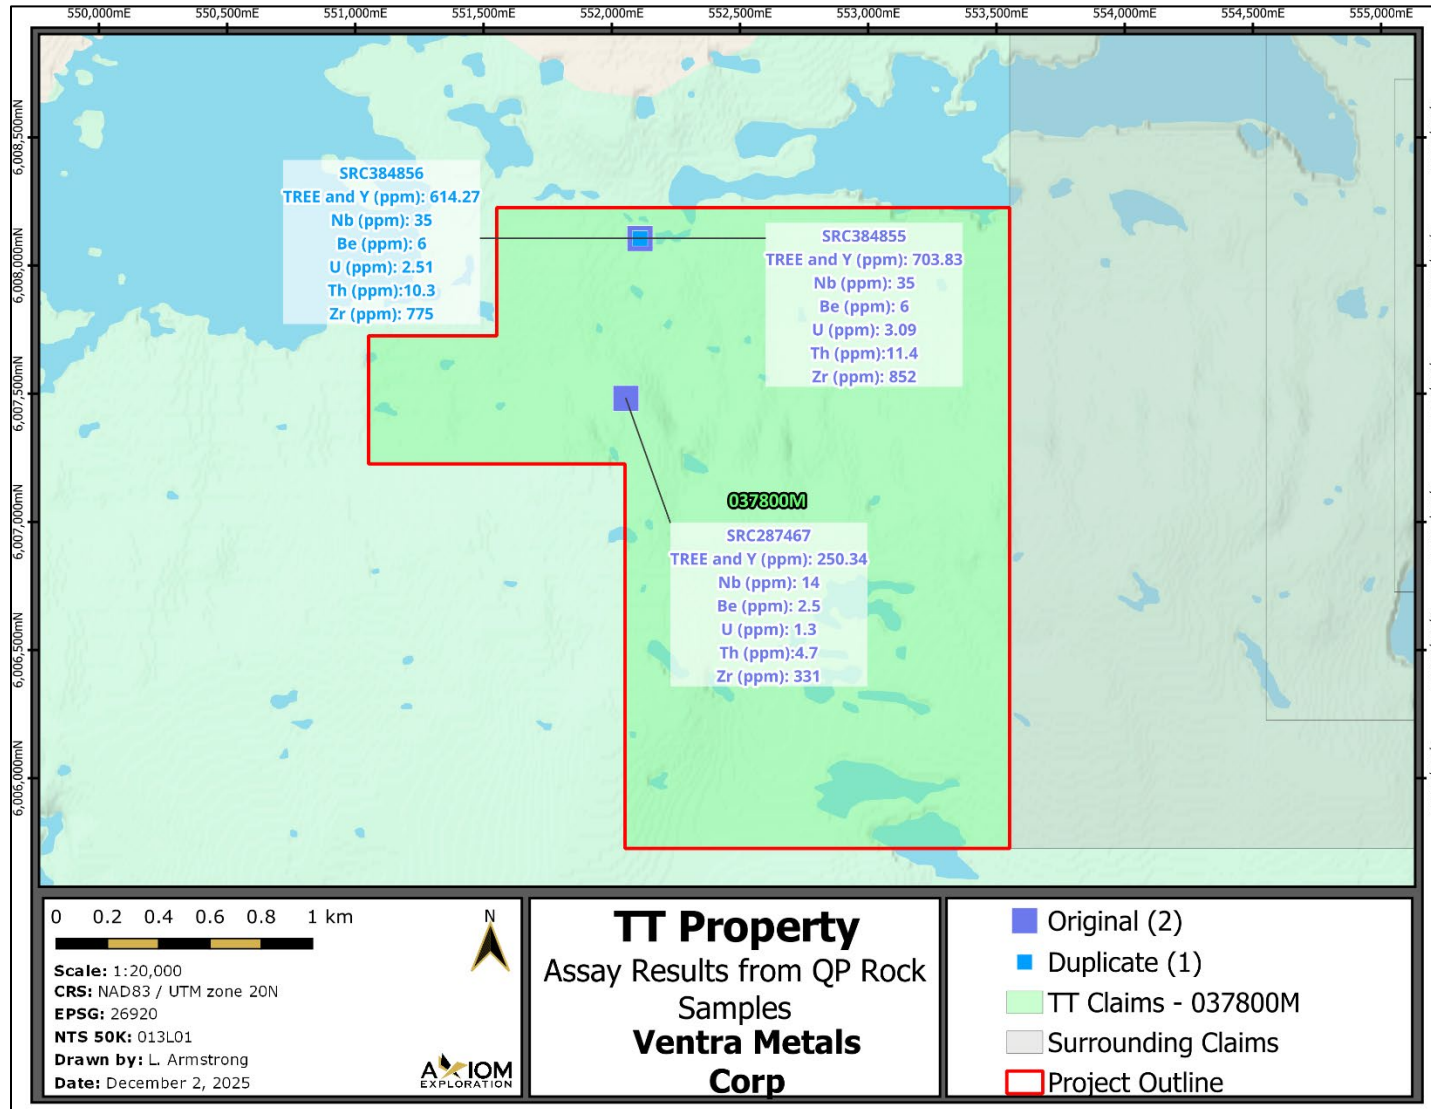 550,000mE 550,500mE 551,000mE 551,500mE 552,000mE 552,500mE 553,000mE 553,500mE 554,000mE 554,500mE 555,000mE
6,008,500mN
6,008,000mN
6,007,500mN
6,007,000mN
6,006,500mN
6,006,000mN
SRC384856
TREE and Y (ppm): 614.27
Nb (ppm): 35
Be (ppm): 6
U (ppm): 2.51
Th (ppm):10.3
Zr (ppm): 775
SRC384855
TREE and Y (ppm): 703.83
Nb (ppm): 35
Be (ppm): 6
U (ppm): 3.09
Th (ppm):11.4
Zr (ppm): 852
037800M
SRC287467
TREE and Y (ppm): 250.34
Nb (ppm): 14
Be (ppm): 2.5
U (ppm): 1.3
Th (ppm):4.7
Zr (ppm): 331
0 0.2 0.4 0.6 0.8 1 km
N
Scale: 1:20,000
CRS: NAD83 / UTM zone 20N
EPSG: 26920
NTS 50K: 013L01
Drawn by: L. Armstrong
Date: December 2, 2025
AXIOM
EXPLORATION
TT Property
Assay Results from QP Rock
Samples
Ventra Metals
Corp
Original (2)
Duplicate (1)
TT Claims - 037800M
Surrounding Claims
Project Outline